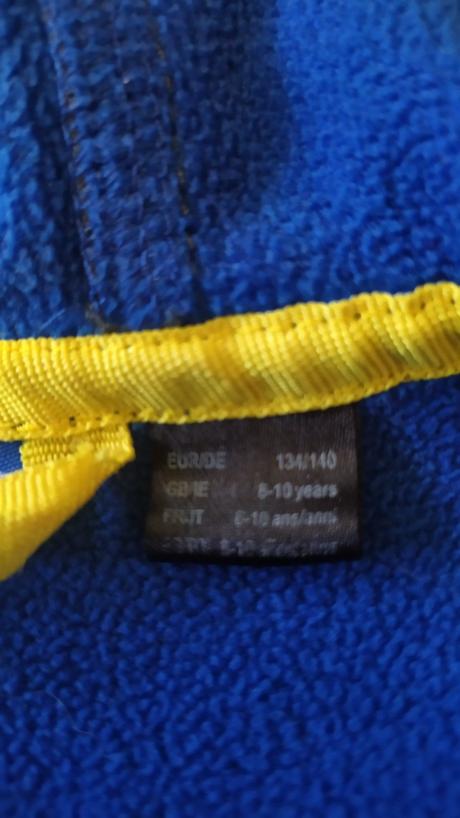 EUR/DE 134/140
GB/IE 8-10 years
FR/IT 8-10 ans/anni